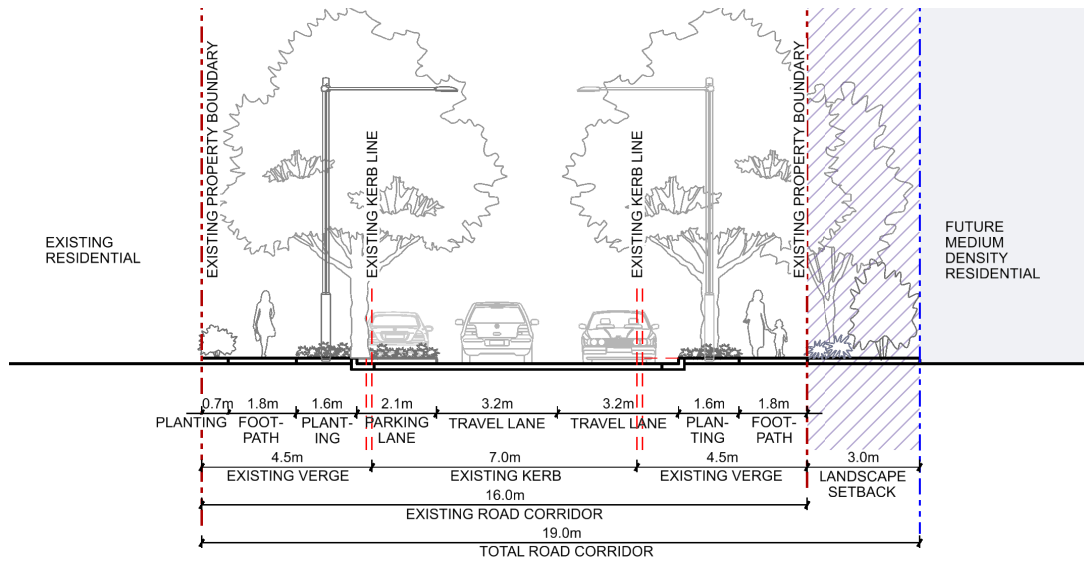 EXISTING PROPERTY BOUNDARY
EXISTING KERB LINE
EXISTING KERB LINE
EXISTING PROPERTY BOUNDARY
EXISTING
RESIDENTIAL
FUTURE
MEDIUM
DENSITY
RESIDENTIAL
0.7m 1.8m 1.6m 2.1m 3.2m 3.2m 1.6m 1.8m
PLANTING
FOOT-
PATH
PLANT-
ING
PARKING
LANE
TRAVEL LANE
TRAVEL LANE
PLAN-
TING
FOOT-
PATH
4.5m 7.0m 4.5m 3.0m
EXISTING VERGE
EXISTING KERB
EXISTING VERGE
LANDSCAPE
SETBACK
16.0m
EXISTING ROAD CORRIDOR
19.0m
TOTAL ROAD CORRIDOR